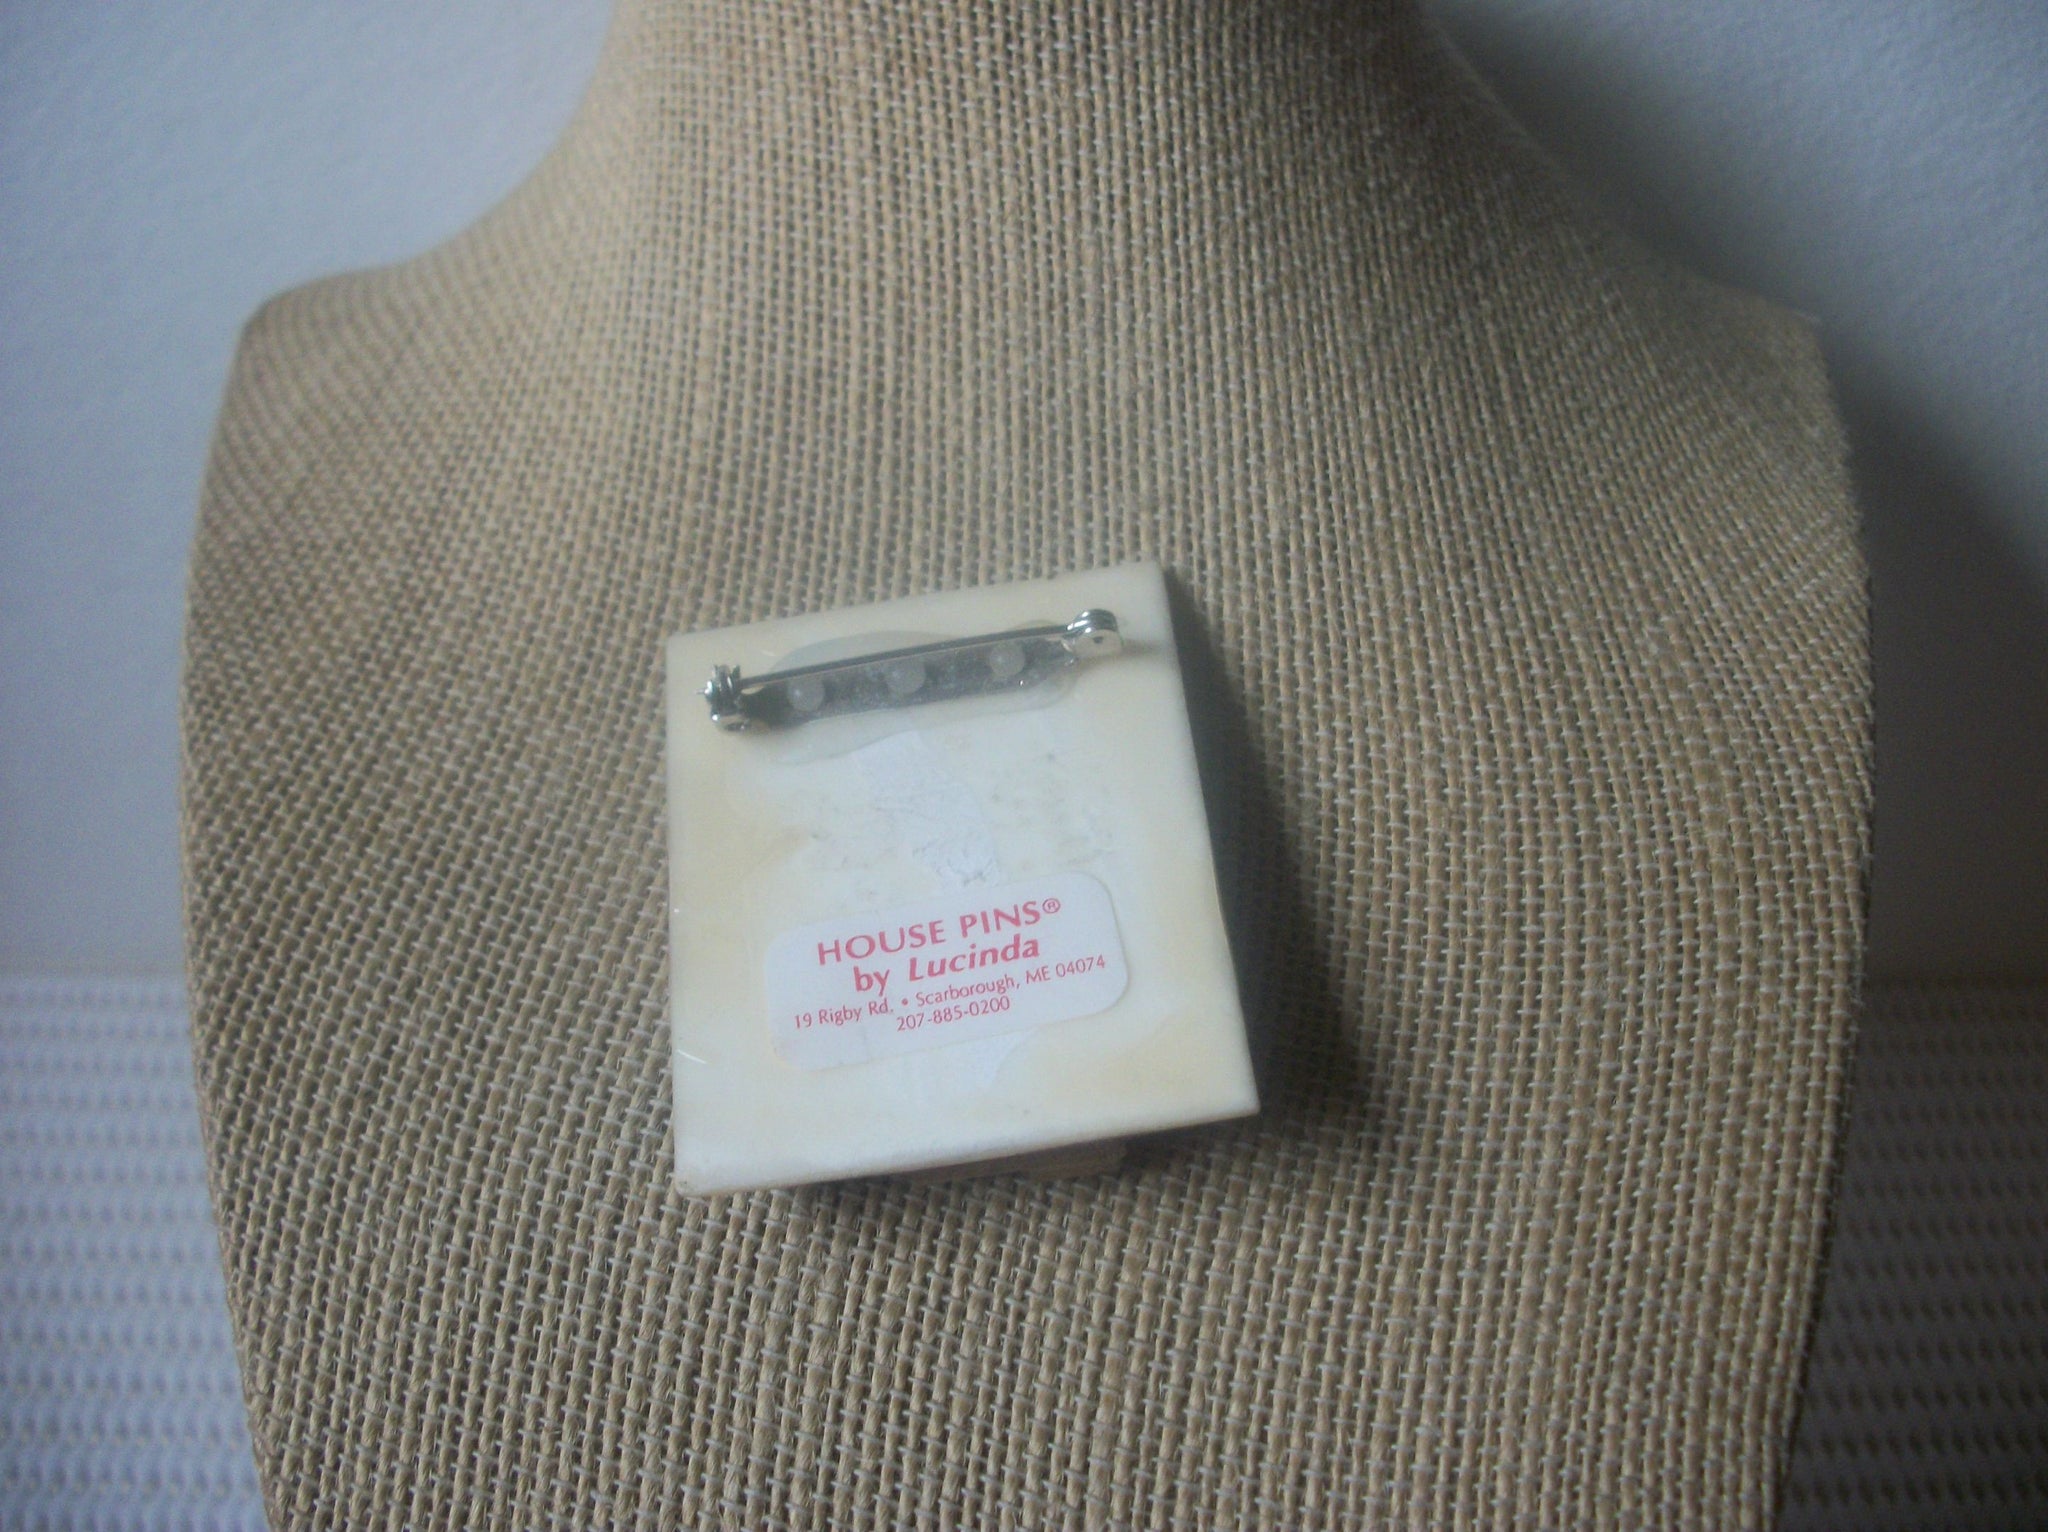 HOUSE PINS®
by Lucinda
19 Rigby Rd. • Scarborough, ME 04074
207-885-0200